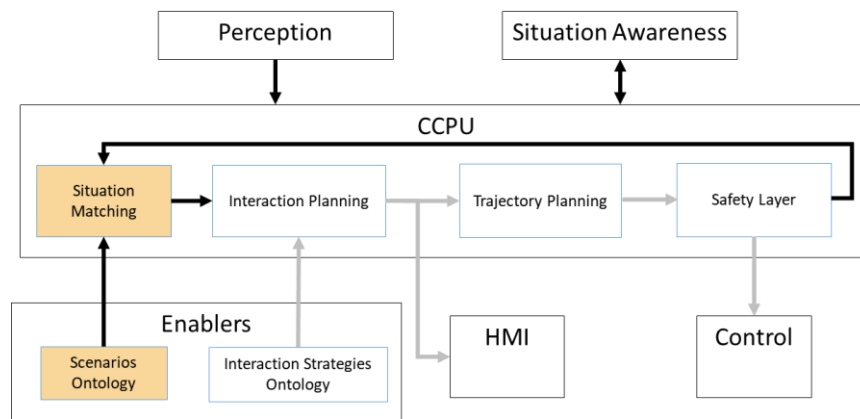 Perception
Situation Awareness
CCPU
Situation
Matching
Interaction Planning
Trajectory Planning
Safety Layer
Enablers
Scenarios
Ontology
Interaction Strategies
Ontology
HMI
Control